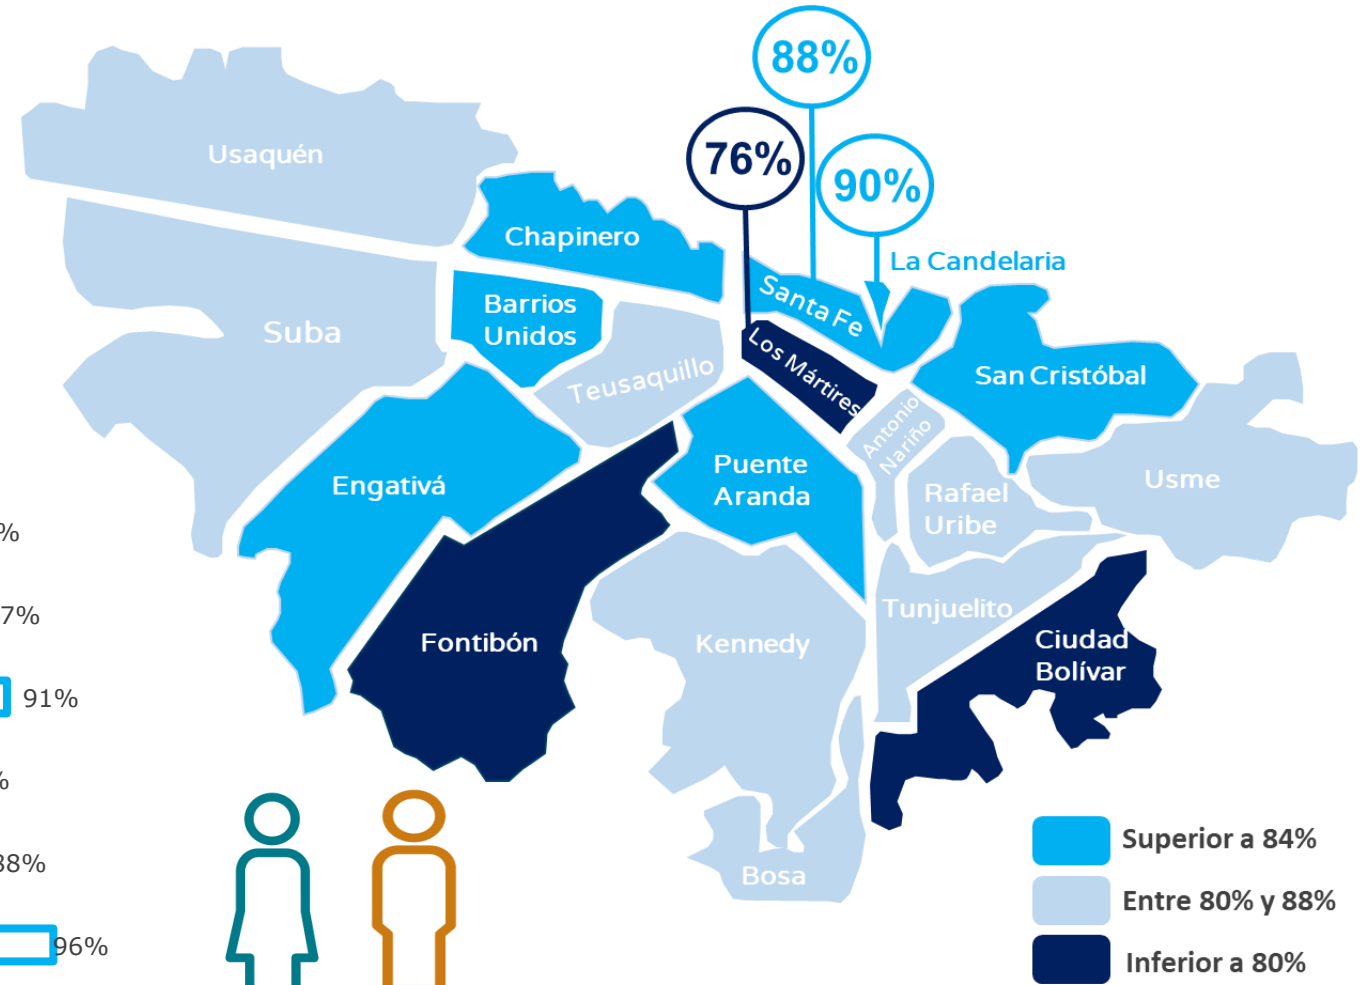 88%
76%
90%
Usaquén
Chapinero
La Candelaria
Santa Fe
Barrios
Unidos
Suba
Los Mártires
Teusaquillo
San Cristóbal
Antonio
Nariño
Engativá
Puente
Aranda
Usme
Rafael
Uribe
%
7%
Tunjuelito
Fontibón
Kennedy
Ciudad
Bolívar
91%
%
Superior a 84%
38%
Bosa
Entre 80% y 88%
96%
Inferior a 80%